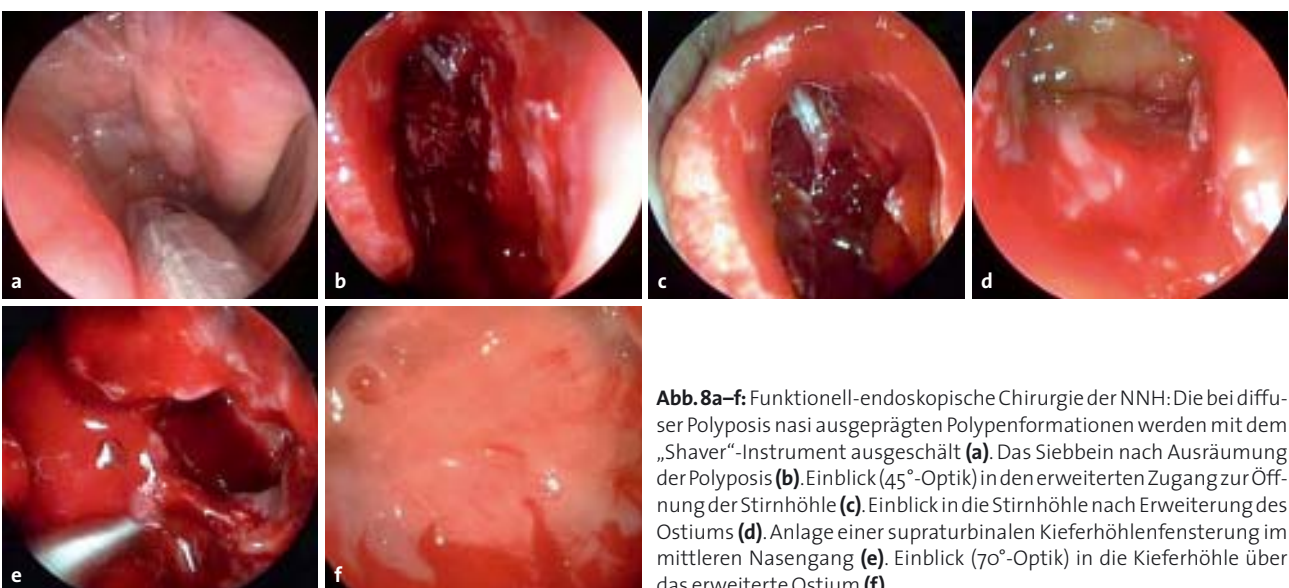 a
b
c
d
e
f
Abb. 8a–f: Funktionell-endoskopische Chirurgie der NNH: Die bei diffu-
ser Polyposis nasi ausgeprägten Polypenformationen werden mit dem
„Shaver“-Instrument ausgeschält (a). Das Siebbein nach Ausräumung
der Polyposis (b). Einblick (45°-Optik) in den erweiterten Zugang zur Öff-
nung der Stirnhöhle (c). Einblick in die Stirnhöhle nach Erweiterung des
Ostiums (d). Anlage einer supraturbinalen Kieferhöhlenfensterung im
mittleren Nasengang (e). Einblick (70°-Optik) in die Kieferhöhle über
das erweiterte Ostium (f)